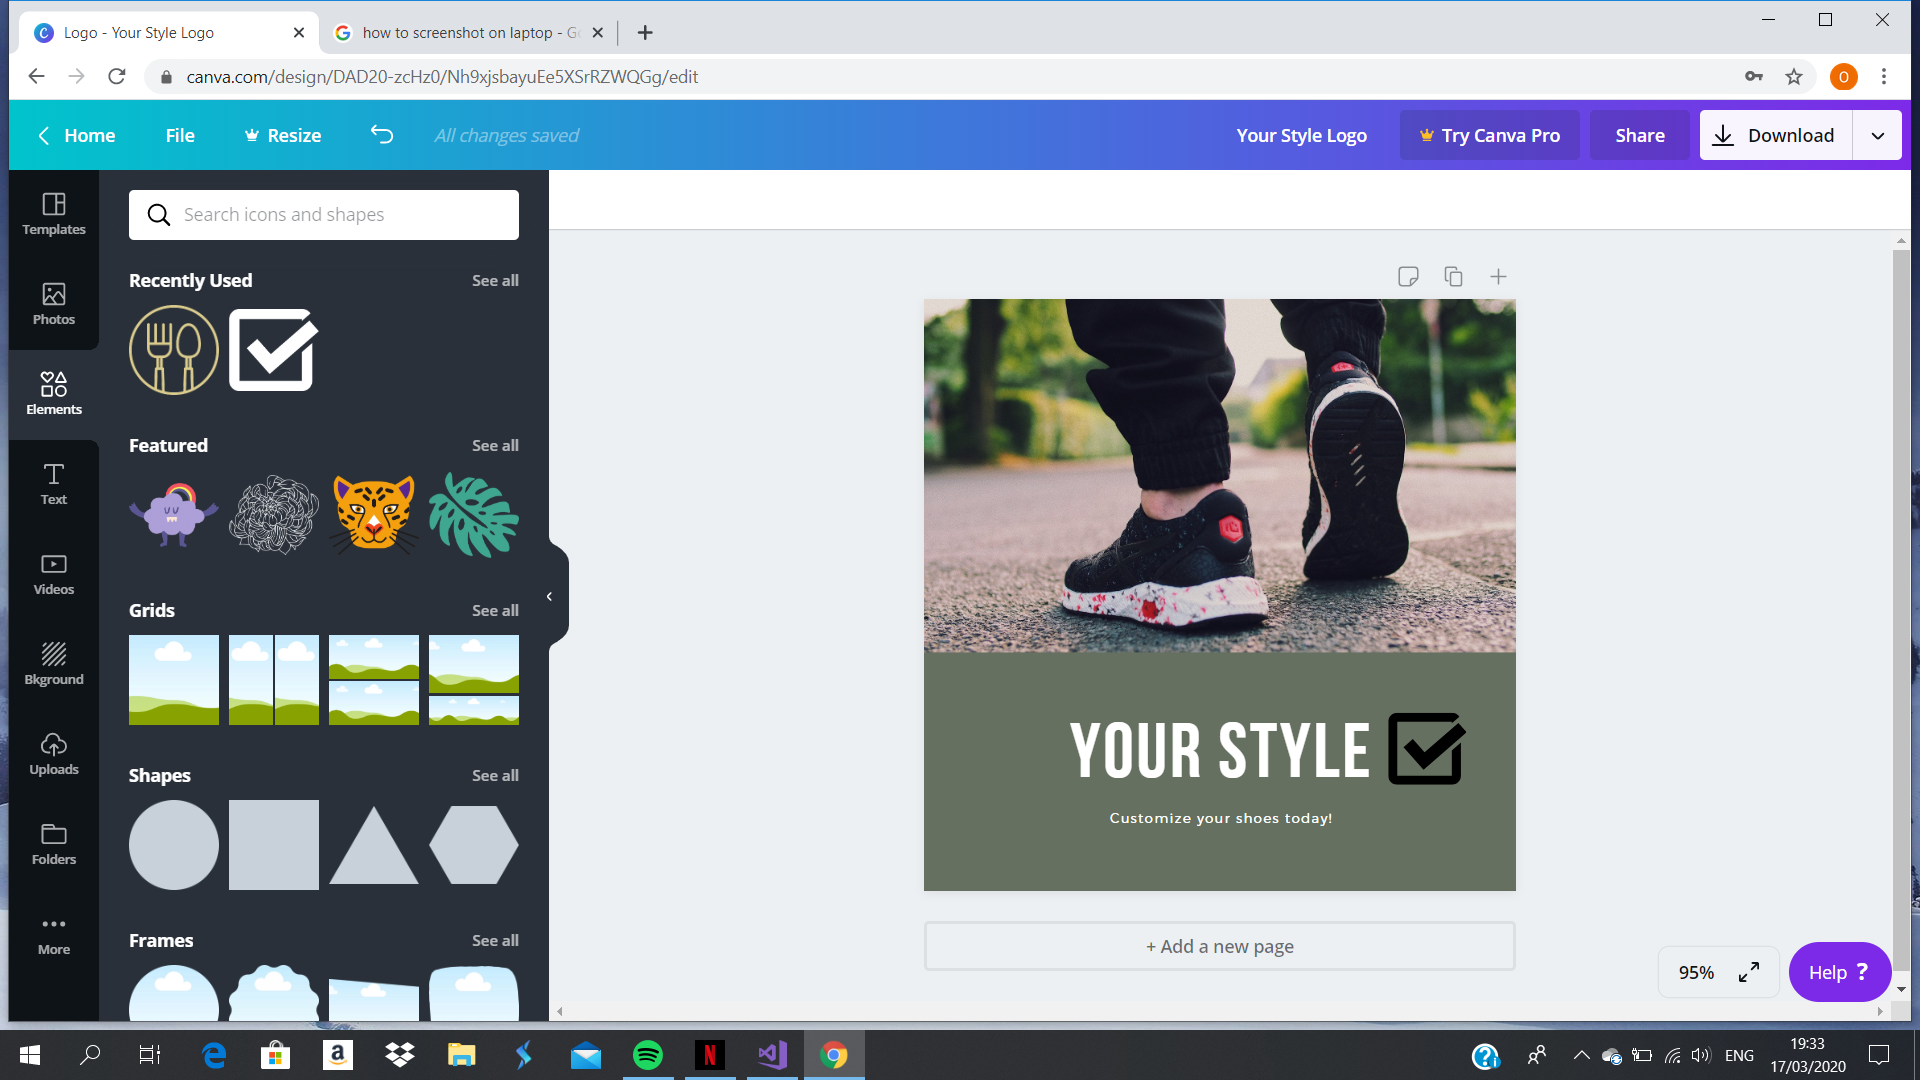 Logo - Your Style Logo
how to screenshot on laptop - Go
canva.com/design/DAD20-zcHz0/Nh9xjsbayuEe5XSrRZWQGg/edit
O
Home
File
Resize
All changes saved
Your Style Logo
Try Canva Pro
Share
Download
Templates
Photos
Elements
Text
Videos
Bkground
Uploads
Folders
More
Search icons and shapes
Recently Used
See all
Featured
See all
Grids
See all
Shapes
See all
Frames
See all
YOUR STYLE
Customize your shoes today!
+ Add a new page
95%
Help ?
ENG
19:33
17/03/2020